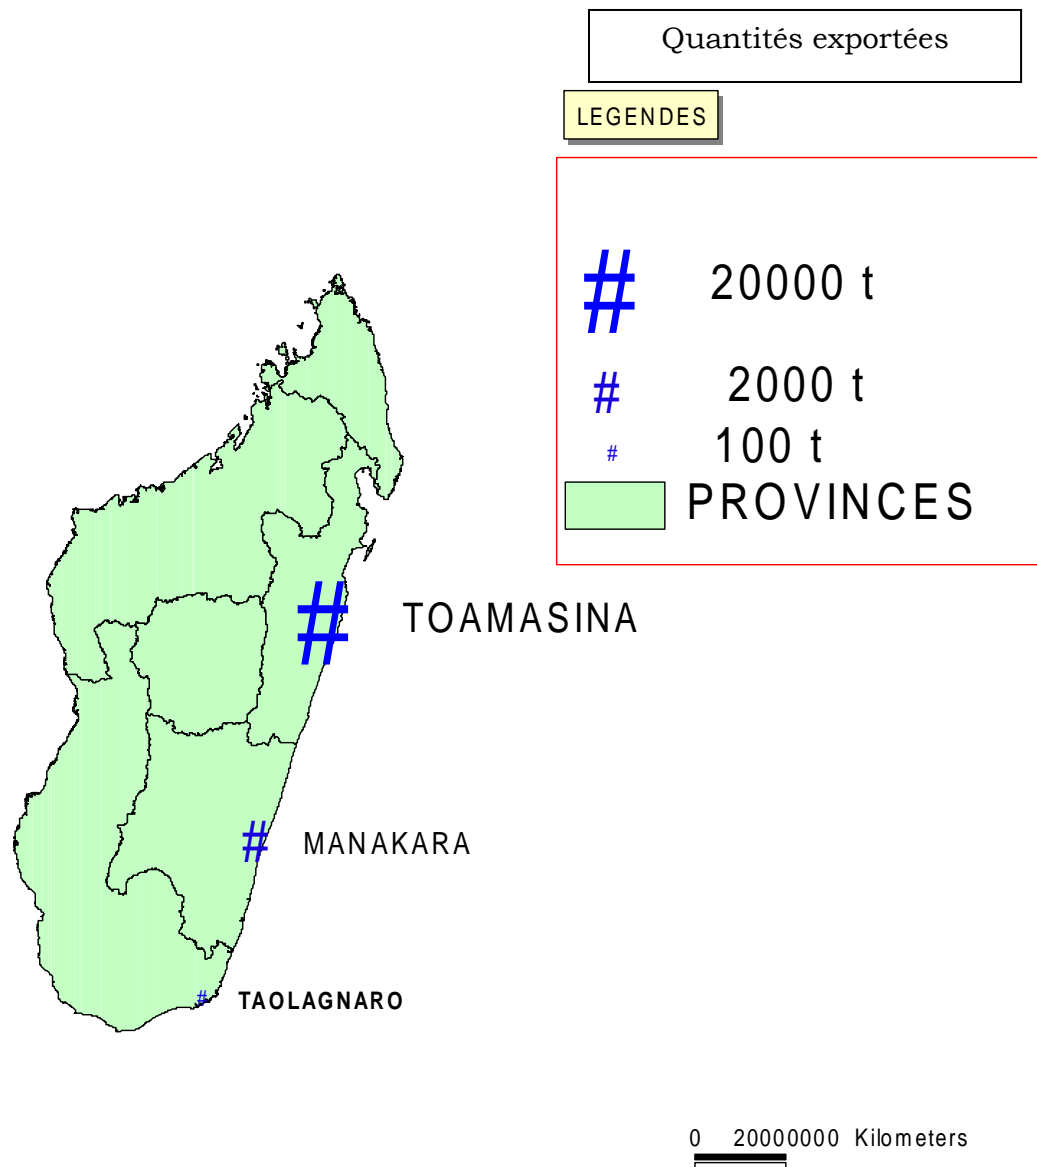 Quantités exportées
LEGENDES
# 20000 t
# 2000 t
# 100 t
PROVINCES
# TOAMASINA
# MANAKARA
# TAOLAGNARO
0 20000000 Kilometers